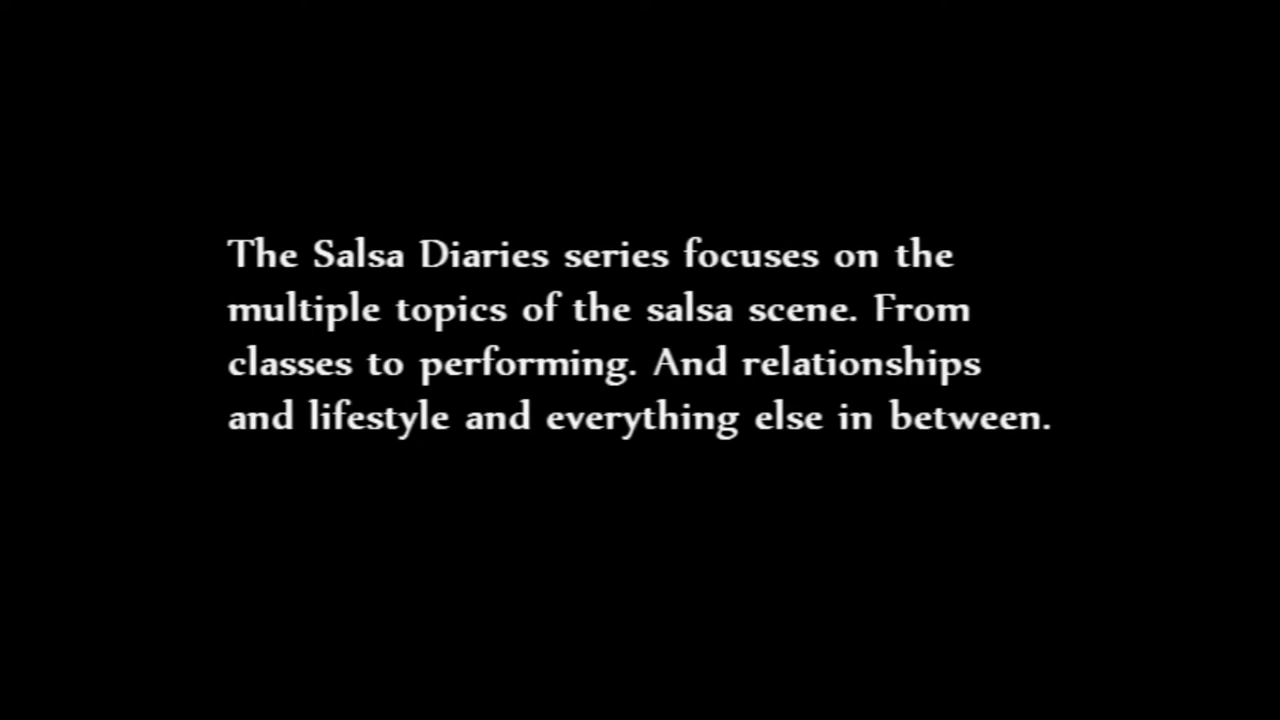 The Salsa Diaries series focuses on the
multiple topics of the salsa scene. From
classes to performing. And relationships
and lifestyle and everything else in between.